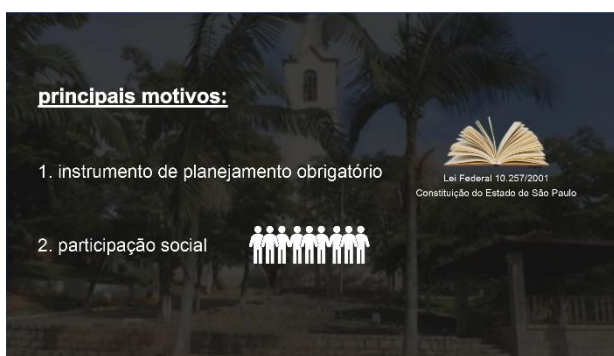 principais motivos:
1. instrumento de planejamento obrigatório
Lei Federal 10.257/2001
Constituição do Estado de São Paulo
2. participação social